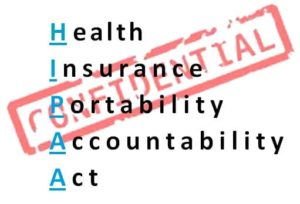 Health
Insurance
Portability
Accountability
Act
CONFIDENTIAL